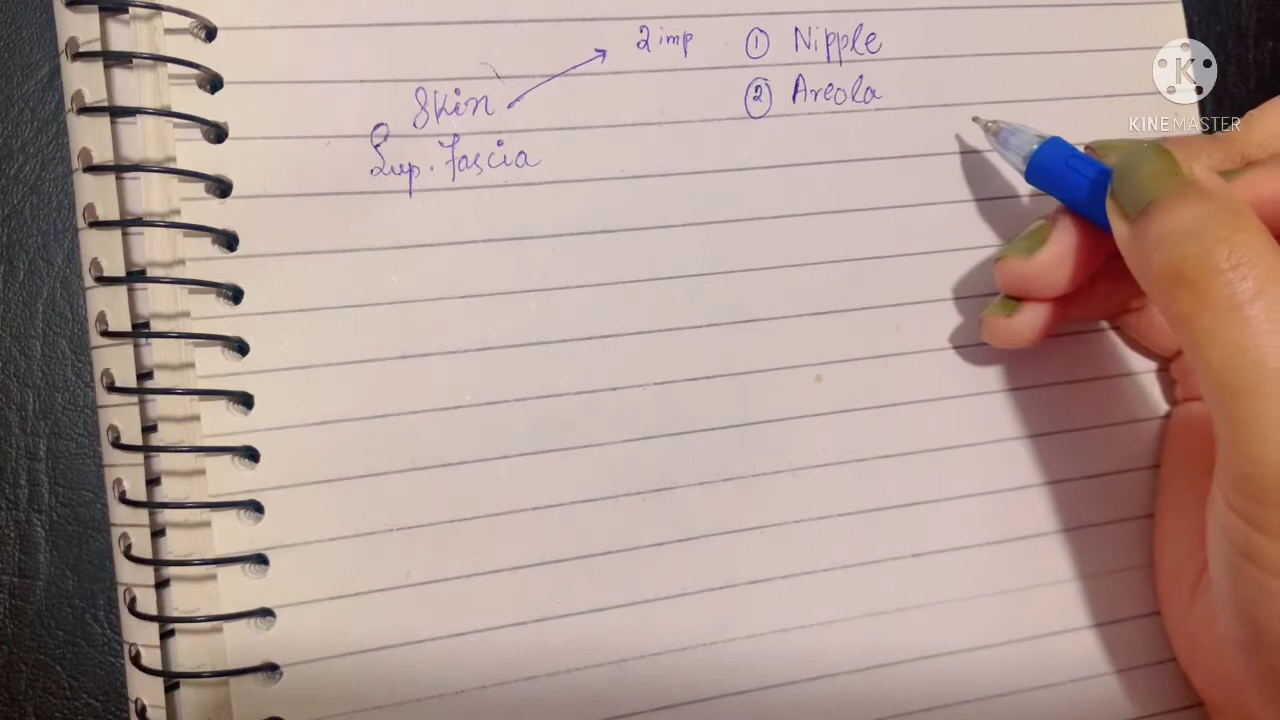 2 imp ① Nipple
② Areola
Skin
Sup. Fascia
K
KINEMASTER